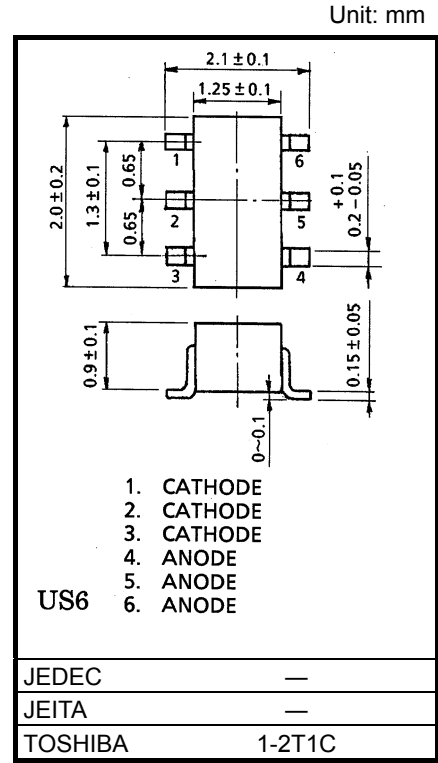 Unit: mm
2.1±0.1
1.25±0.1
1
6
2
5
3
4
2.0±0.2
1.3±0.1
0.65
0.65
+0.1
0.2-0.05
0.9±0.1
0.15±0.05
0~0.1
1. CATHODE
2. CATHODE
3. CATHODE
4. ANODE
5. ANODE
US6 6. ANODE
JEDEC —
JEITA —
TOSHIBA 1-2T1C